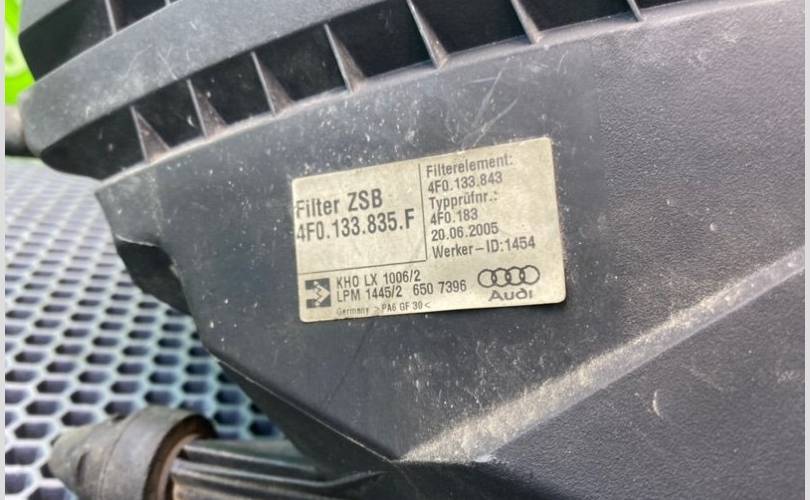 Filter ZSB
4F0.133.835.F
Filterelement:
4F0.133.843
Typprüfnr.:
4F0.183
20.06.2005
Werker-ID:1454
KHO LX 1006/2
LPM 1445/2 650 7396
Germany >PA6 GF 30<
Audi